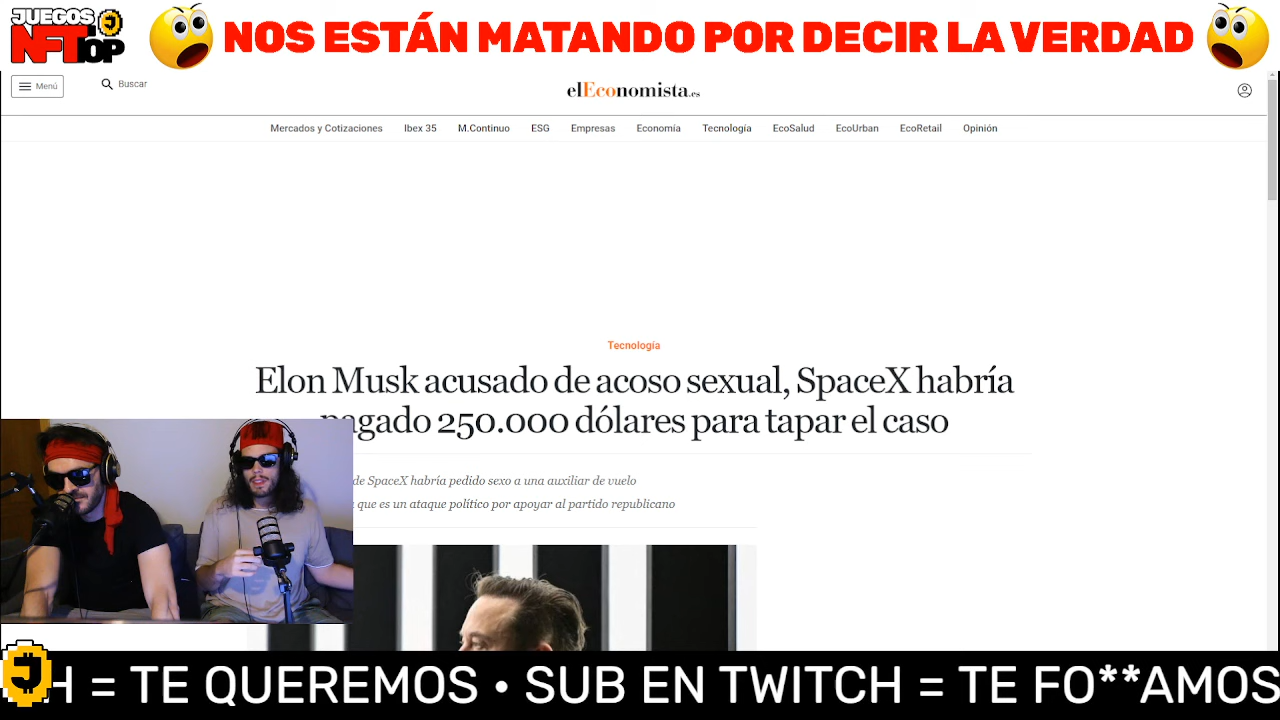 JUEGOS
NFT TOP
NOS ESTÁN MATANDO POR DECIR LA VERDAD
Menú
Buscar
elEconomista.es
Mercados y Cotizaciones Ibex 35 M.Continuo ESG Empresas Economía Tecnología EcoSalud EcoUrban EcoRetail Opinión
Tecnología
Elon Musk acusado de acoso sexual, SpaceX habría
pagado 250.000 dólares para tapar el caso
de SpaceX habría pedido sexo a una auxiliar de vuelo
que es un ataque político por apoyar al partido republicano
H = TE QUEREMOS • SUB EN TWITCH = TE FO**AMOS